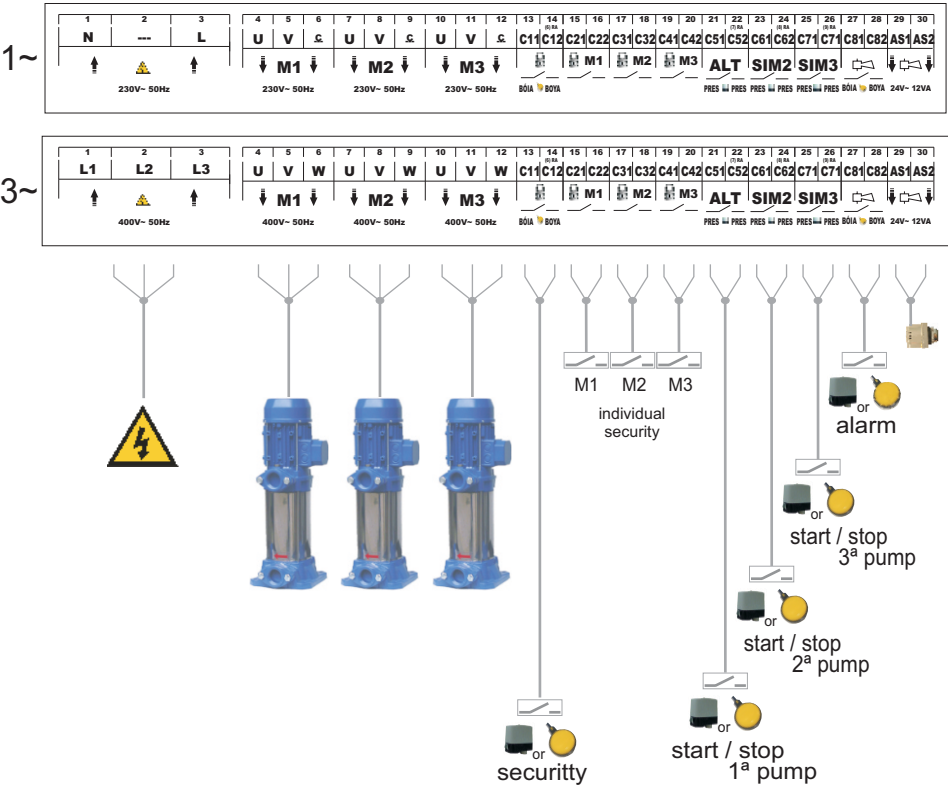 1 2 3 4 5 6 7 8 9 10 11 12 13 14 15 16 17 18 19 20 21 22 23 24 25 26 27 28 29 30
(6) RA (7) RA (8) RA (9) RA
N --- L U V C U V C U V C C11 C12 C21 C22 C31 C32 C41 C42 C51 C52 C61 C62 C71 C71 C81 C82 AS1 AS2
1~
M1 M2 M3 M1 M2 M3 ALT SIM2 SIM3
230V~ 50Hz 230V~ 50Hz 230V~ 50Hz 230V~ 50Hz BÓIA BOYA PRES PRES PRES PRES PRES PRES BÓIA BOYA 24V~ 12VA
1 2 3 4 5 6 7 8 9 10 11 12 13 14 15 16 17 18 19 20 21 22 23 24 25 26 27 28 29 30
(6) RA (7) RA (8) RA (9) RA
L1 L2 L3 U V W U V W U V W C11 C12 C21 C22 C31 C32 C41 C42 C51 C52 C61 C62 C71 C71 C81 C82 AS1 AS2
3~
M1 M2 M3 M1 M2 M3 ALT SIM2 SIM3
400V~ 50Hz 400V~ 50Hz 400V~ 50Hz 400V~ 50Hz BÓIA BOYA PRES PRES PRES PRES PRES PRES BÓIA BOYA 24V~ 12VA
M1 M2 M3
individual
security
or
alarm
or
start / stop
3ª pump
or
start / stop
2ª pump
or
start / stop
1ª pump
or
securitty